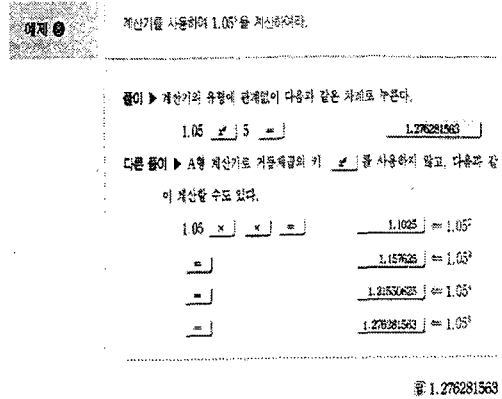 예제 9 계산기를 사용하여 1.05⁵을 계산하여라.
풀이 ▶ 계산기의 유형에 관계없이 다음과 같은 차례로 누른다.
1.05 xʸ 5 = 1.276281563
다른 풀이 ▶ A형 계산기로 거듭제곱의 키 xʸ 를 사용하지 않고, 다음과 같
이 계산할 수도 있다.
1.05 × × = 1.1025 ⇐ 1.05²
= 1.157625 ⇐ 1.05³
= 1.21550625 ⇐ 1.05⁴
= 1.276281563 ⇐ 1.05⁵
답 1.276281563